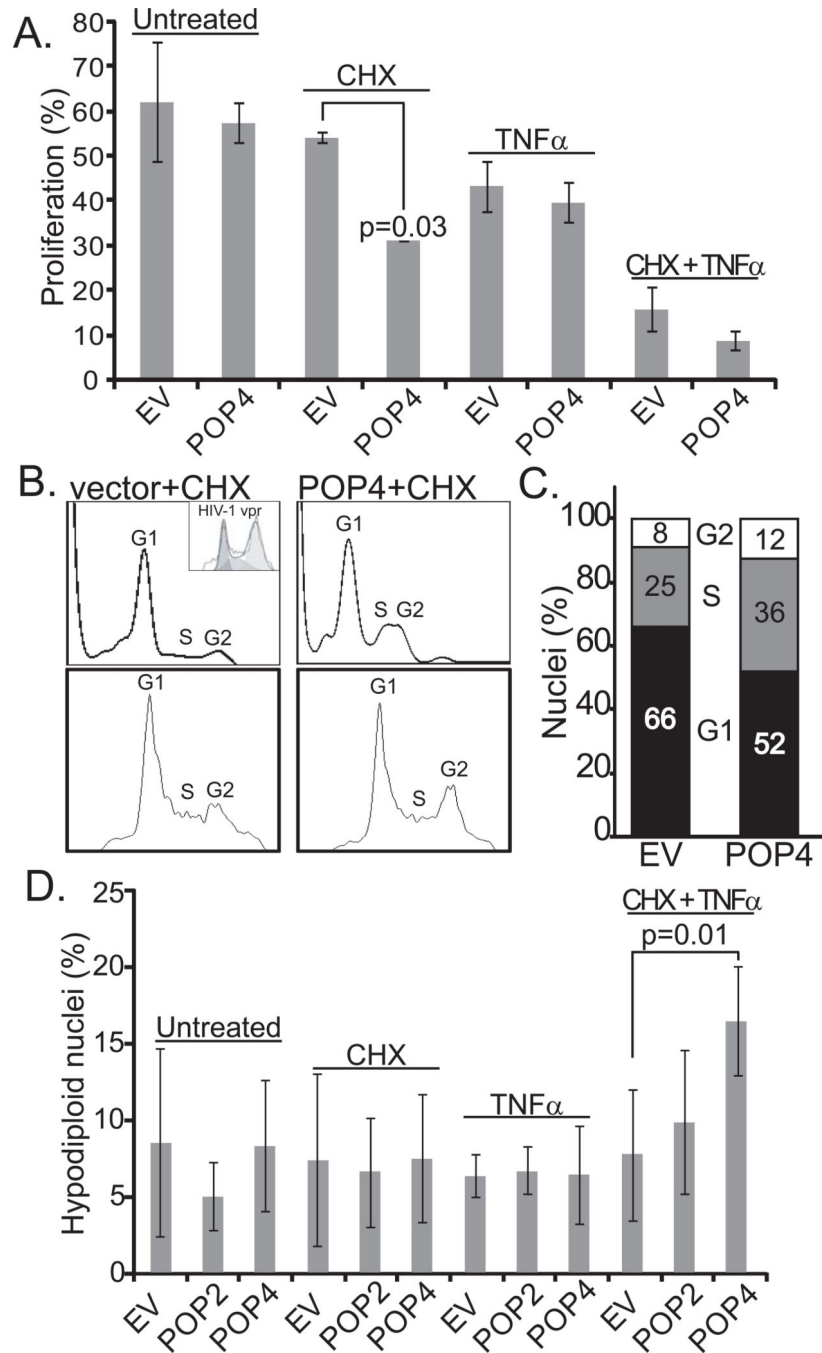 A.
Untreated
CHX
TNFα
CHX + TNFα
p=0.03
Proliferation (%)
80
70
60
50
40
30
20
10
0
EV
POP4
EV
POP4
EV
POP4
EV
POP4
B.
vector+CHX
POP4+CHX
HIV-1 vpr
G1
S
G2
G1
S
G2
G1
S
G2
G1
S
G2
C.
Nuclei (%)
100
80
60
40
20
0
8
G2
12
25
S
36
66
G1
52
EV
POP4
D.
Hypodiploid nuclei (%)
25
20
15
10
5
0
Untreated
CHX
TNFα
CHX + TNFα
p=0.01
EV
POP2
POP4
EV
POP2
POP4
EV
POP2
POP4
EV
POP2
POP4